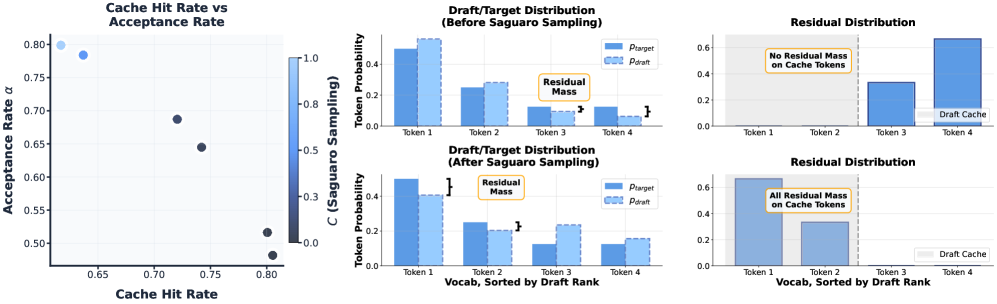 Cache Hit Rate vs
Acceptance Rate
Acceptance Rate α
0.80
0.75
0.70
0.65
0.60
0.55
0.50
0.65
0.70
0.75
0.80
Cache Hit Rate
1.0
0.8
0.5
0.3
0.0
C (Saguaro Sampling)
Draft/Target Distribution
(Before Saguaro Sampling)
Token Probability
0.4
0.2
0.0
p_target
p_draft
Residual
Mass
Token 1
Token 2
Token 3
Token 4
Residual Distribution
0.6
0.4
0.2
0.0
No Residual Mass
on Cache Tokens
Draft Cache
Token 1
Token 2
Token 3
Token 4
Draft/Target Distribution
(After Saguaro Sampling)
Token Probability
0.4
0.2
0.0
Residual
Mass
p_target
p_draft
Token 1
Token 2
Token 3
Token 4
Vocab, Sorted by Draft Rank
Residual Distribution
0.6
0.4
0.2
0.0
All Residual Mass
on Cache Tokens
Draft Cache
Token 1
Token 2
Token 3
Token 4
Vocab, Sorted by Draft Rank